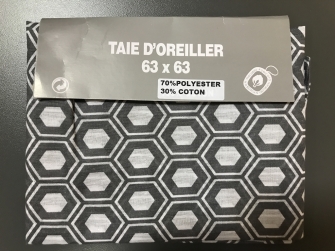 TAIE D'OREILLER
63 x 63
70%POLYESTER
30% COTON